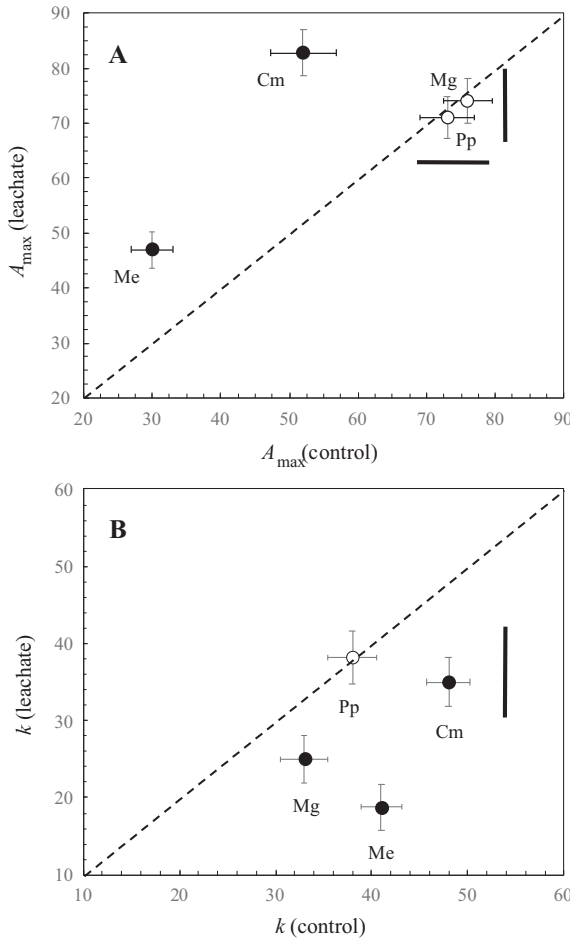 90
A
80
Cm
Mg
70
Pp
60
50
Me
40
30
20
20 30 40 50 60 70 80 90
Amax (leachate)
Amax(control)
60
B
50
40
Pp
Cm
30
Mg
20
Me
10
10 20 30 40 50 60
k (leachate)
k (control)